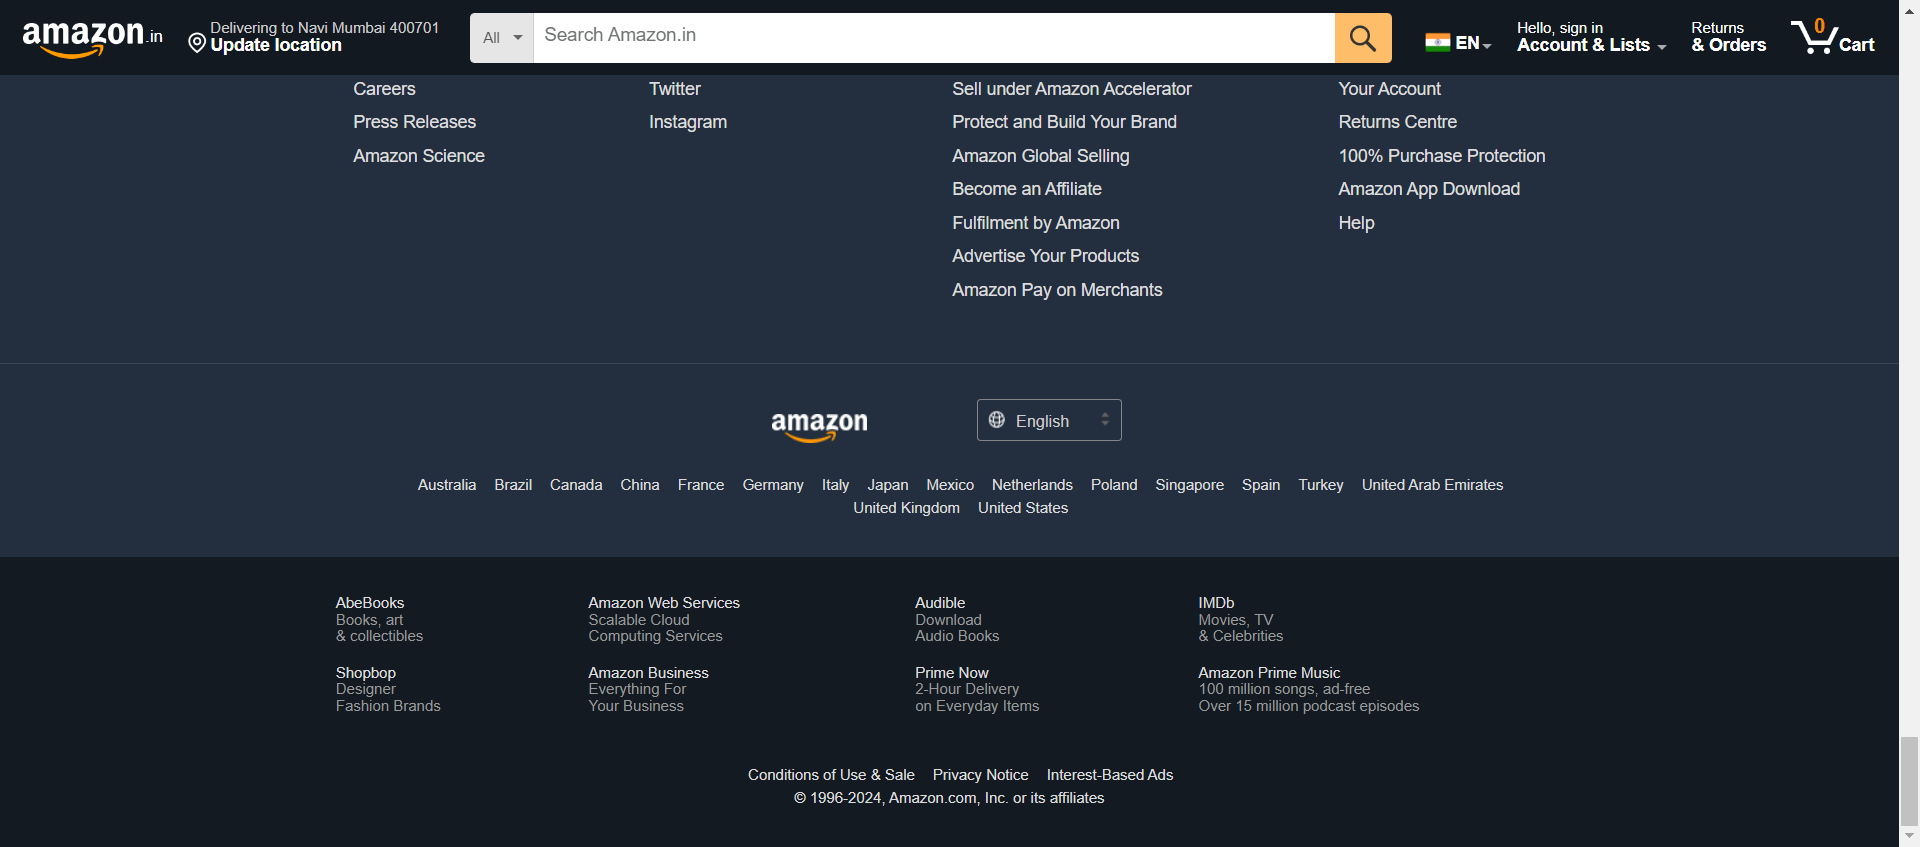 amazon.in
Delivering to Navi Mumbai 400701
Update location
All
Search Amazon.in
EN
Hello, sign in
Account & Lists
Returns
& Orders
0
Cart
Careers
Press Releases
Amazon Science
Twitter
Instagram
Sell under Amazon Accelerator
Protect and Build Your Brand
Amazon Global Selling
Become an Affiliate
Fulfilment by Amazon
Advertise Your Products
Amazon Pay on Merchants
Your Account
Returns Centre
100% Purchase Protection
Amazon App Download
Help
amazon
English
Australia Brazil Canada China France Germany Italy Japan Mexico Netherlands Poland Singapore Spain Turkey United Arab Emirates
United Kingdom United States
AbeBooks
Books, art
& collectibles
Amazon Web Services
Scalable Cloud
Computing Services
Audible
Download
Audio Books
IMDb
Movies, TV
& Celebrities
Shopbop
Designer
Fashion Brands
Amazon Business
Everything For
Your Business
Prime Now
2-Hour Delivery
on Everyday Items
Amazon Prime Music
100 million songs, ad-free
Over 15 million podcast episodes
Conditions of Use & Sale Privacy Notice Interest-Based Ads
© 1996-2024, Amazon.com, Inc. or its affiliates